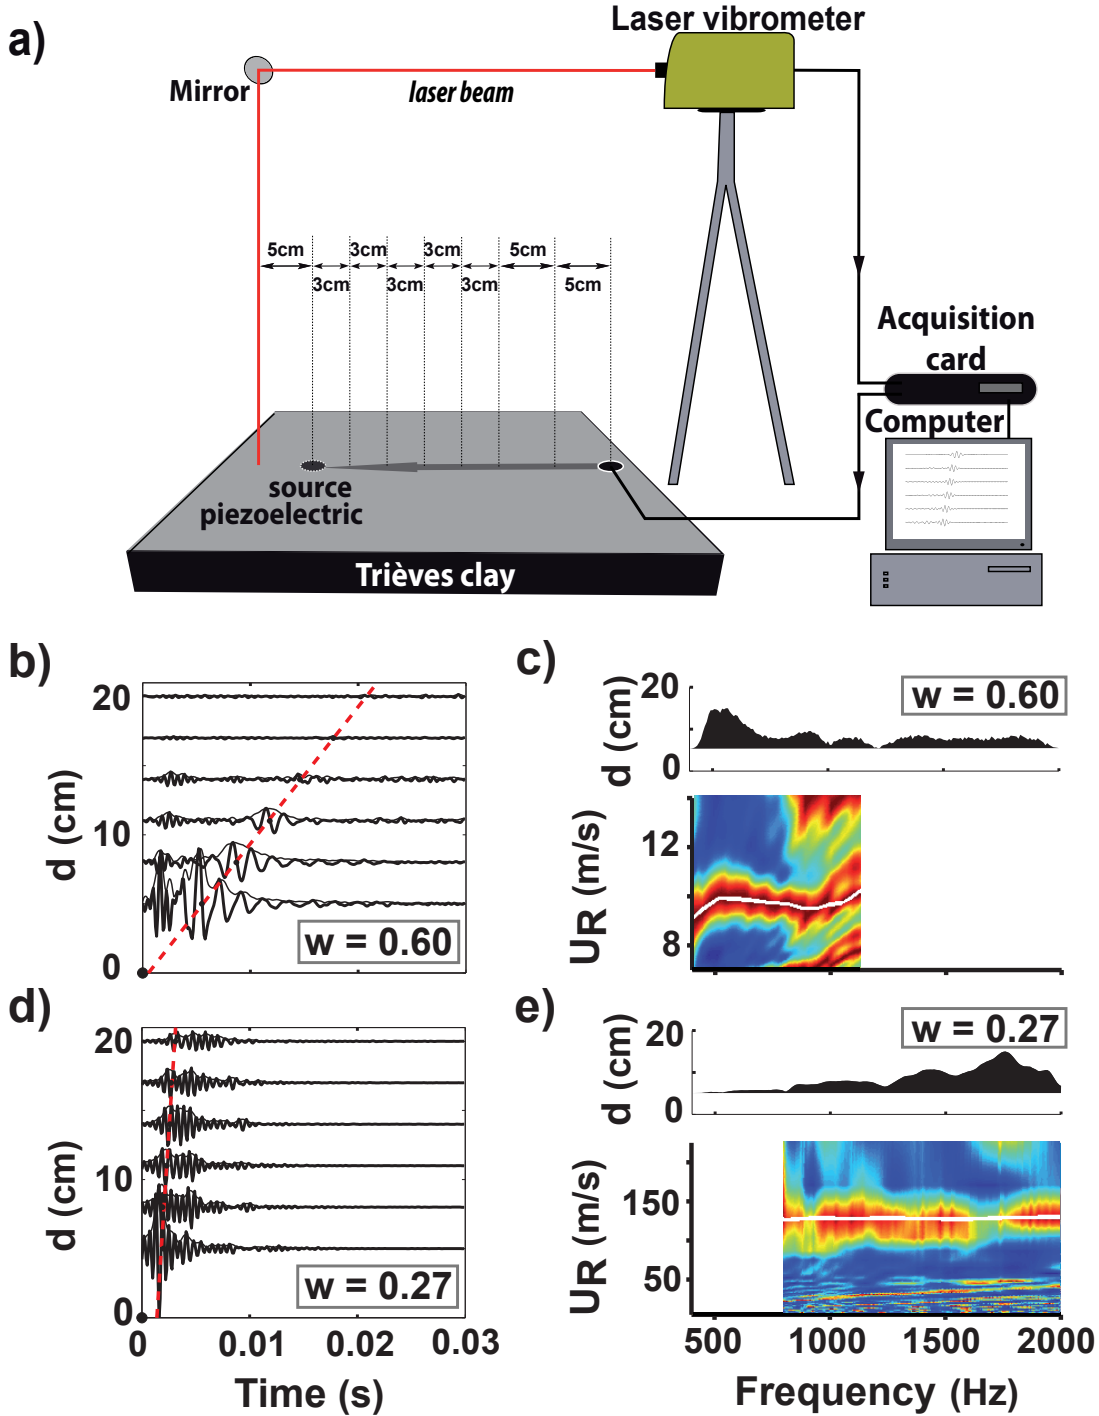 a)
Laser vibrometer
Mirror
laser beam
5cm
3cm
3cm
5cm
3cm
3cm
3cm
5cm
Acquisition
card
Computer
source
piezoelectric
Trièves clay
b)
20
10
0
d (cm)
w = 0.60
c)
20
0
d (cm)
w = 0.60
12
8
UR (m/s)
d)
20
10
0
d (cm)
w = 0.27
0
0.01
0.02
0.03
Time (s)
e)
20
0
d (cm)
w = 0.27
150
50
UR (m/s)
500
1000
1500
2000
Frequency (Hz)